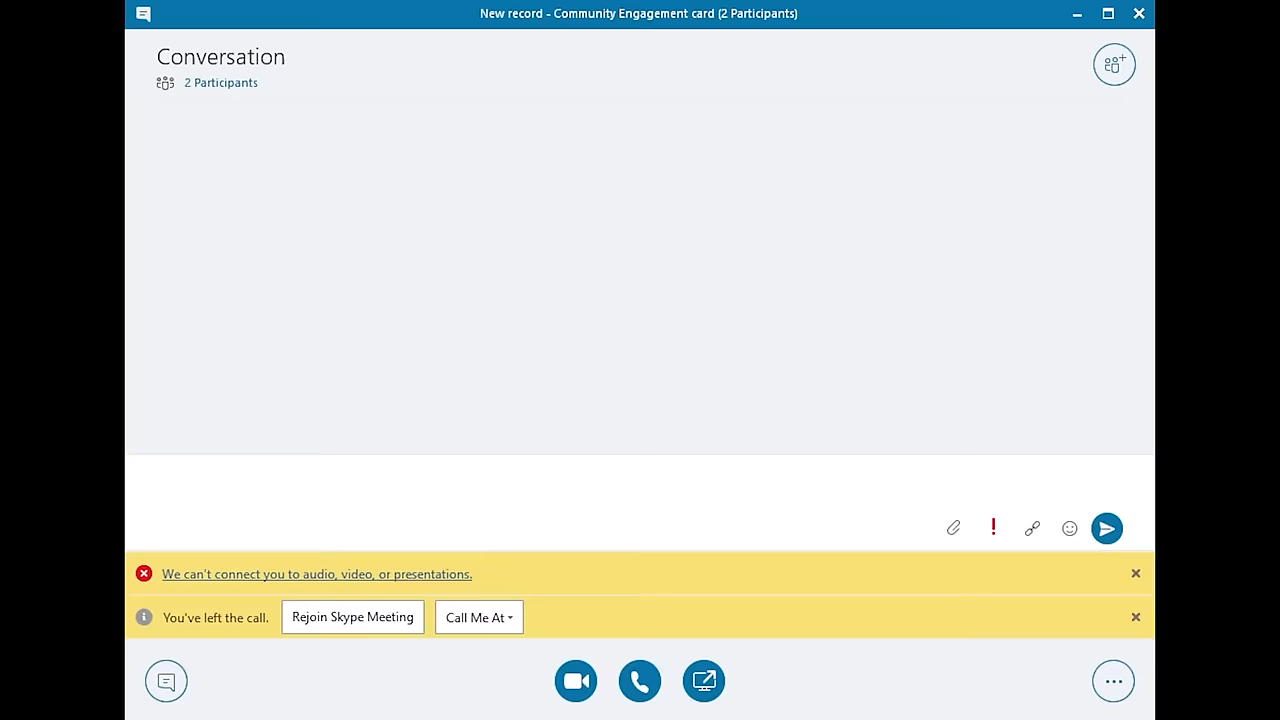 New record - Community Engagement card (2 Participants)
Conversation
2 Participants
We can't connect you to audio, video, or presentations.
You've left the call. Rejoin Skype Meeting Call Me At